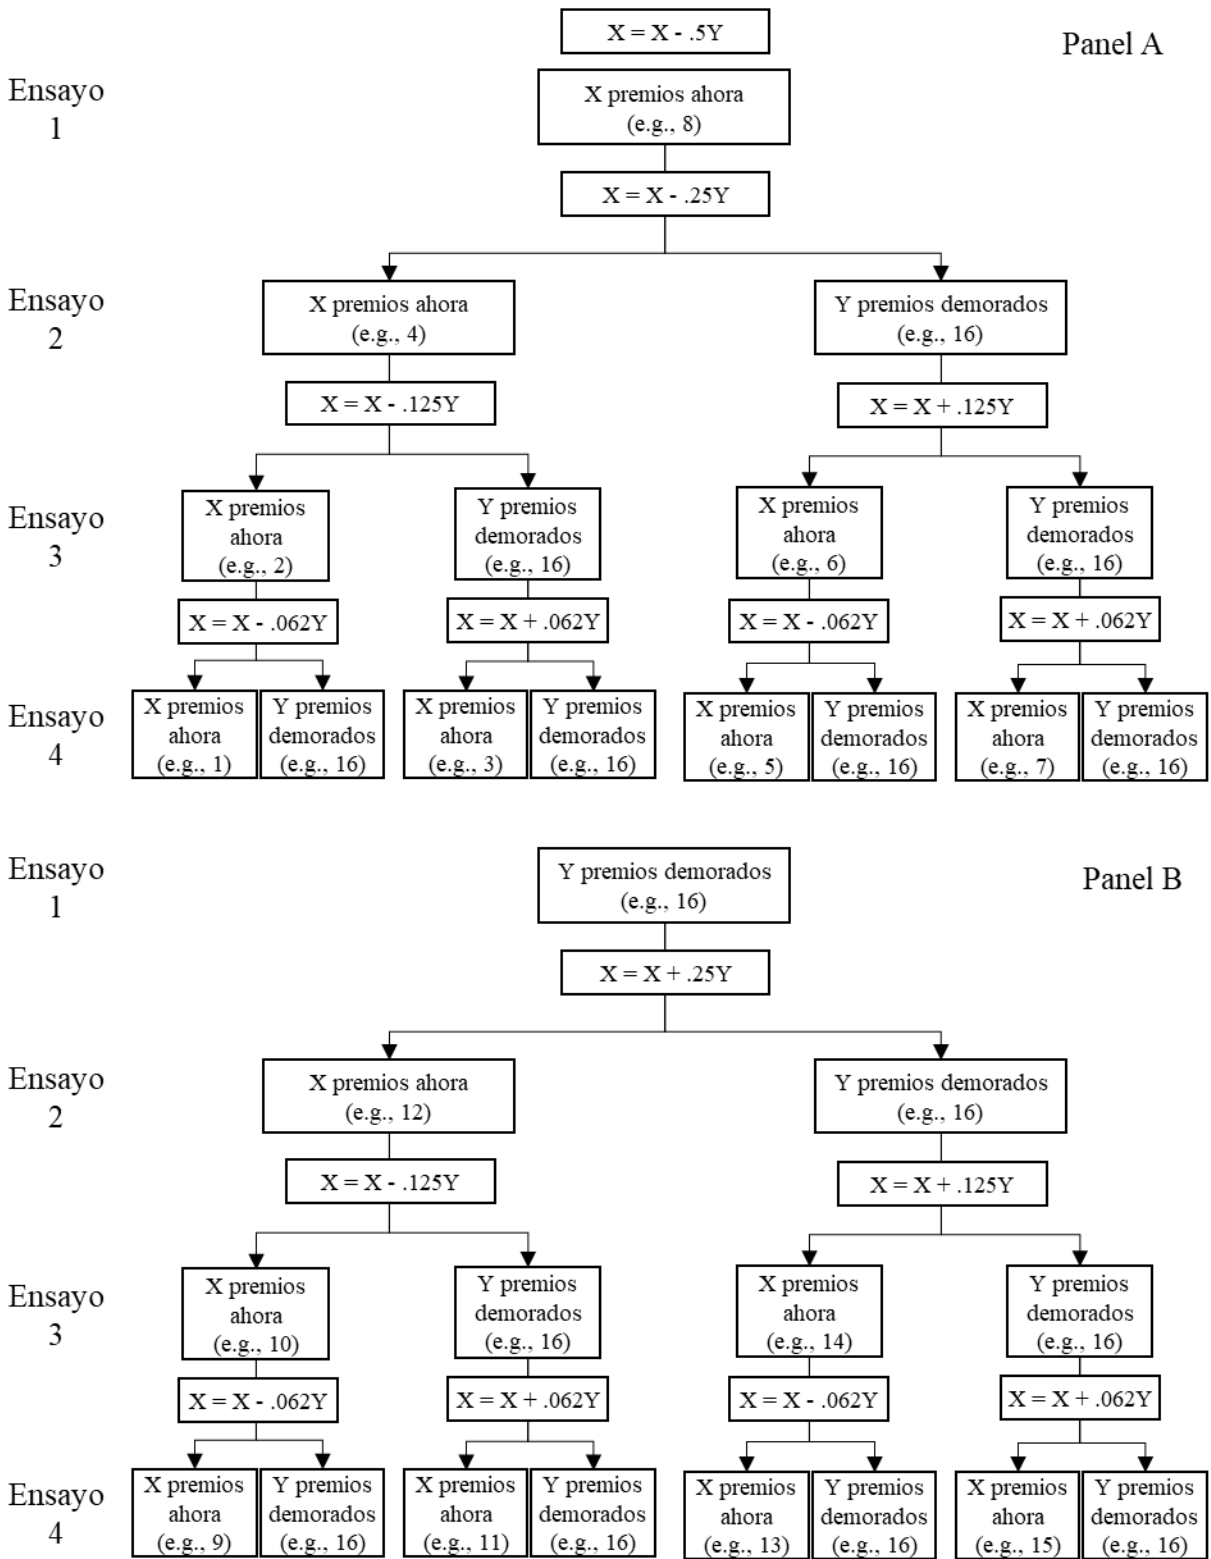 X = X - .5Y
Panel A
Ensayo
1
X premios ahora
(e.g., 8)
X = X - .25Y
Ensayo
2
X premios ahora
(e.g., 4)
Y premios demorados
(e.g., 16)
X = X - .125Y
X = X + .125Y
Ensayo
3
X premios
ahora
(e.g., 2)
Y premios
demorados
(e.g., 16)
X premios
ahora
(e.g., 6)
Y premios
demorados
(e.g., 16)
X = X - .062Y
X = X + .062Y
X = X - .062Y
X = X + .062Y
Ensayo
4
X premios
ahora
(e.g., 1)
Y premios
demorados
(e.g., 16)
X premios
ahora
(e.g., 3)
Y premios
demorados
(e.g., 16)
X premios
ahora
(e.g., 5)
Y premios
demorados
(e.g., 16)
X premios
ahora
(e.g., 7)
Y premios
demorados
(e.g., 16)
Ensayo
1
Y premios demorados
(e.g., 16)
Panel B
X = X + .25Y
Ensayo
2
X premios ahora
(e.g., 12)
Y premios demorados
(e.g., 16)
X = X - .125Y
X = X + .125Y
Ensayo
3
X premios
ahora
(e.g., 10)
Y premios
demorados
(e.g., 16)
X premios
ahora
(e.g., 14)
Y premios
demorados
(e.g., 16)
X = X - .062Y
X = X + .062Y
X = X - .062Y
X = X + .062Y
Ensayo
4
X premios
ahora
(e.g., 9)
Y premios
demorados
(e.g., 16)
X premios
ahora
(e.g., 11)
Y premios
demorados
(e.g., 16)
X premios
ahora
(e.g., 13)
Y premios
demorados
(e.g., 16)
X premios
ahora
(e.g., 15)
Y premios
demorados
(e.g., 16)